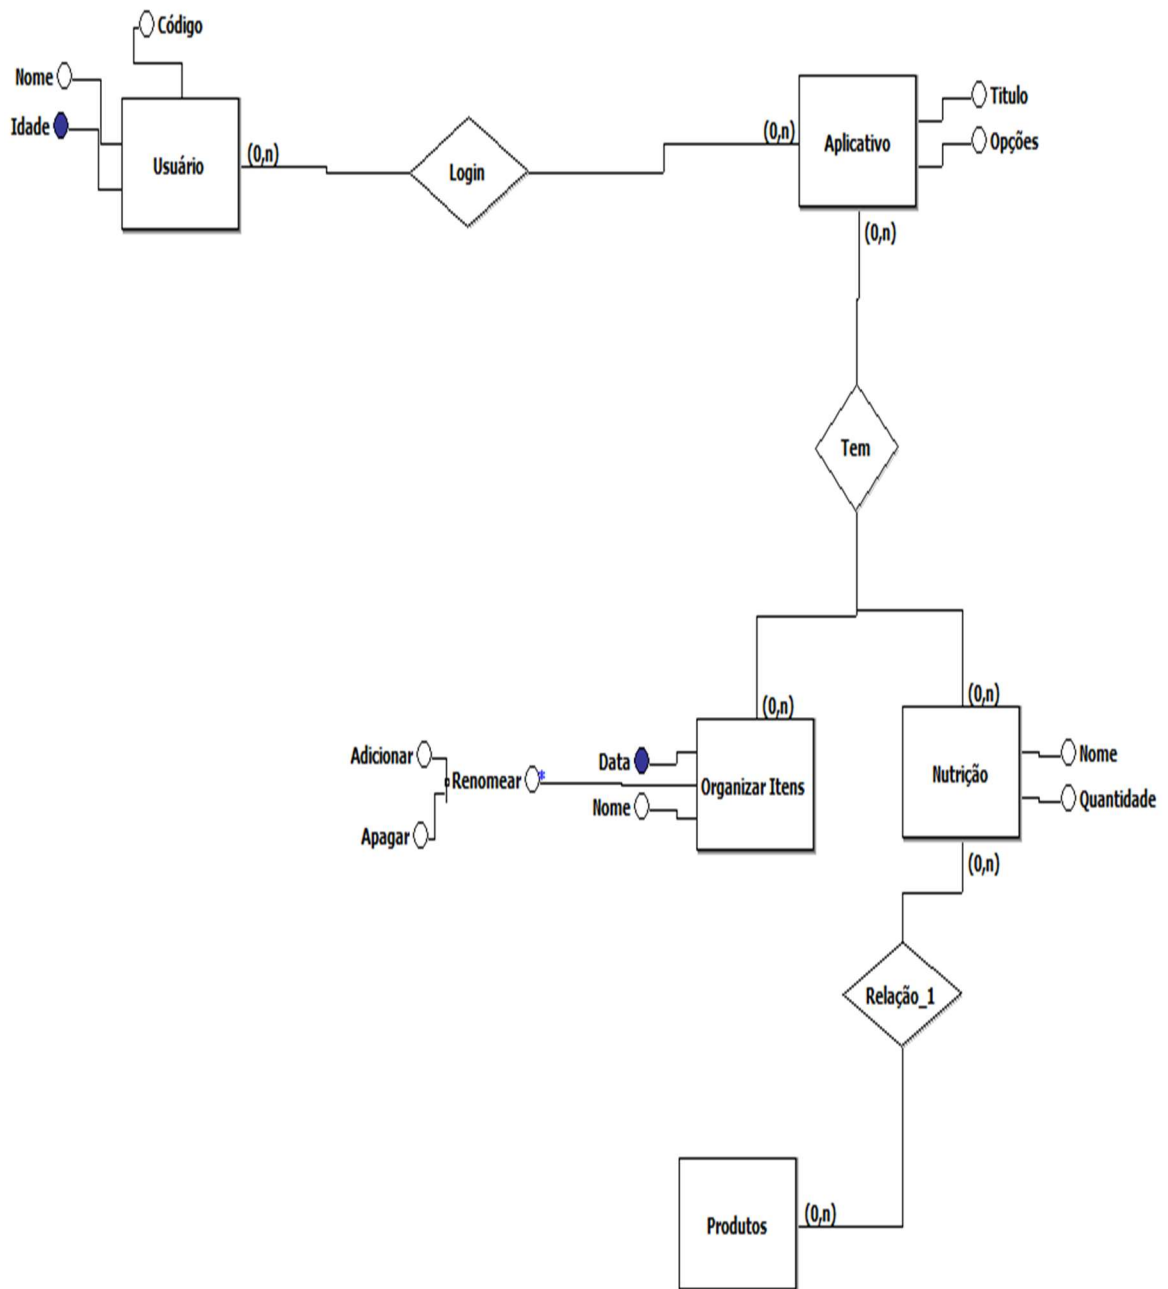 Código
Nome
Idade
Usuário
(0,n)
Login
(0,n)
Aplicativo
Titulo
Opções
(0,n)
Tem
(0,n)
(0,n)
Adicionar
Renomear
*
Apagar
Data
Nome
Organizar Itens
Nutrição
Nome
Quantidade
(0,n)
Relação_1
Produtos
(0,n)